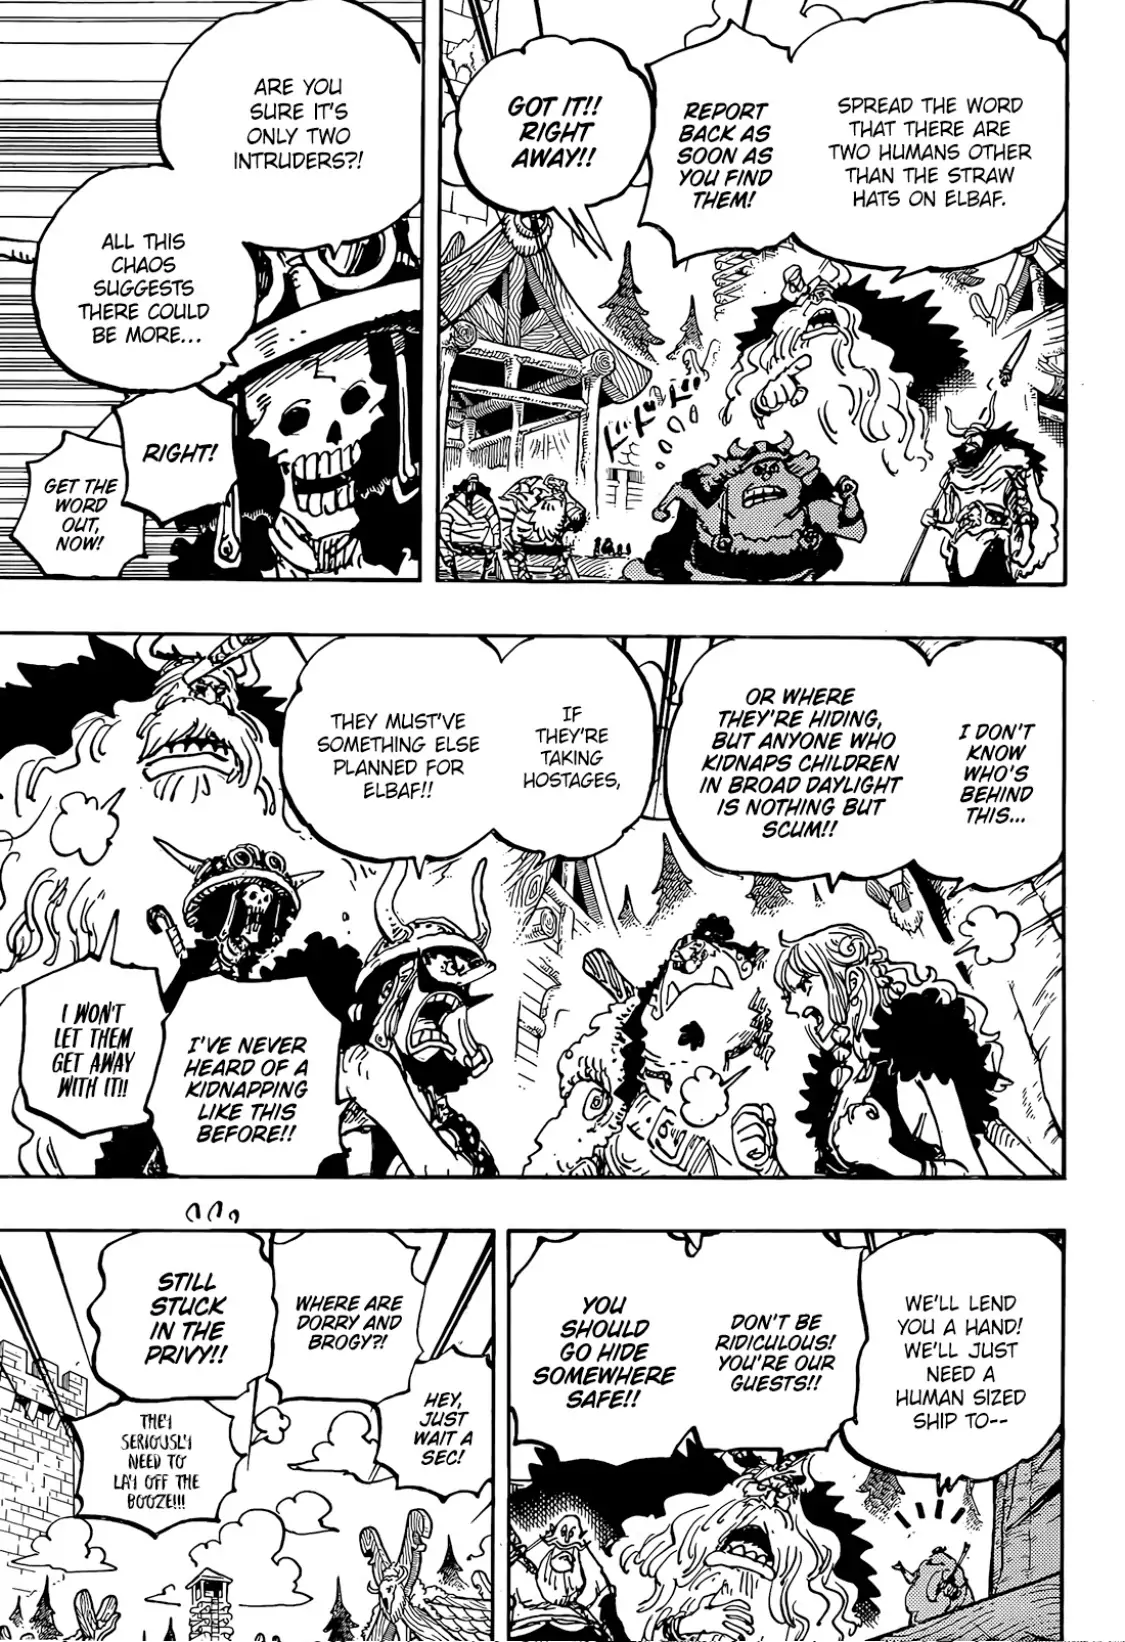 SPREAD THE WORD
THAT THERE ARE
TWO HUMANS OTHER
THAN THE STRAW
HATS ON ELBAF.
REPORT
BACK AS
SOON AS
YOU FIND
THEM!
GOT IT!!
RIGHT
AWAY!!
ドドドド
ARE YOU
SURE IT'S
ONLY TWO
INTRUDERS?!
ALL THIS
CHAOS
SUGGESTS
THERE COULD
BE MORE...
RIGHT!
GET THE
WORD
OUT,
NOW!
I DON'T
KNOW
WHO'S
BEHIND
THIS...
OR WHERE
THEY'RE HIDING,
BUT ANYONE WHO
KIDNAPS CHILDREN
IN BROAD DAYLIGHT
IS NOTHING BUT
SCUM!!
IF
THEY'RE
TAKING
HOSTAGES,
THEY MUST'VE
SOMETHING ELSE
PLANNED FOR
ELBAF!!
I'VE NEVER
HEARD OF A
KIDNAPPING
LIKE THIS
BEFORE!!
I WON'T
LET THEM
GET AWAY
WITH IT!!
WE'LL LEND
YOU A HAND!
WE'LL JUST
NEED A
HUMAN SIZED
SHIP TO--
DON'T BE
RIDICULOUS!
YOU'RE OUR
GUESTS!!
YOU
SHOULD
GO HIDE
SOMEWHERE
SAFE!!
WHERE ARE
DORRY AND
BROGY?!
HEY,
JUST
WAIT A
SEC!
STILL
STUCK
IN THE
PRIVY!!
THEY
SERIOUSLY
NEED TO
LAY OFF THE
BOOZE!!!